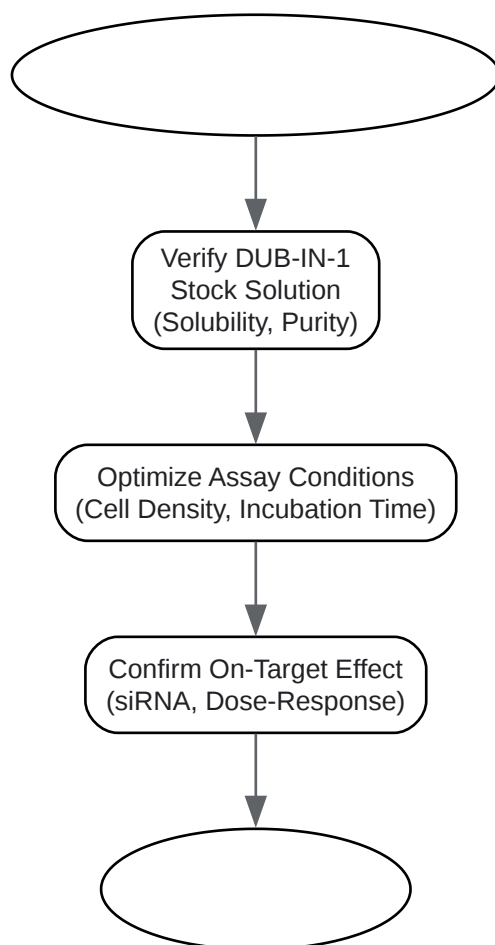 Verify DUB-IN-1
Stock Solution
(Solubility, Purity)
Optimize Assay Conditions
(Cell Density, Incubation Time)
Confirm On-Target Effect
(siRNA, Dose-Response)